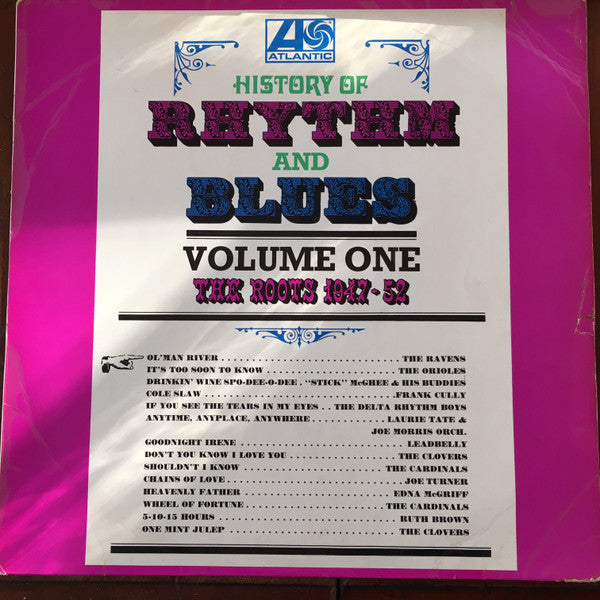 ATLANTIC
HISTORY OF
RHYTHM
AND
BLUES
VOLUME ONE
THE ROOTS 1947-52
OL'MAN RIVER . . . . . . . . . . . . . . . . . . . . . . . . . . THE RAVENS
IT'S TOO SOON TO KNOW . . . . . . . . . . . . . . . . . . . THE ORIOLES
DRINKIN' WINE SPO-DEE-O-DEE . "STICK" McGHEE & HIS BUDDIES
COLE SLAW . . . . . . . . . . . . . . . . . . . . . . . . . . . . . FRANK CULLY
IF YOU SEE THE TEARS IN MY EYES . . THE DELTA RHYTHM BOYS
ANYTIME, ANYPLACE, ANYWHERE . . . . . . . . . . . LAURIE TATE &
JOE MORRIS ORCH.
GOODNIGHT IRENE . . . . . . . . . . . . . . . . . . . . . . . . LEADBELLY
DON'T YOU KNOW I LOVE YOU . . . . . . . . . . . . . . . THE CLOVERS
SHOULDN'T I KNOW . . . . . . . . . . . . . . . . . . . . . THE CARDINALS
CHAINS OF LOVE . . . . . . . . . . . . . . . . . . . . . . . . . JOE TURNER
HEAVENLY FATHER . . . . . . . . . . . . . . . . . . . . . . EDNA McGRIFF
WHEEL OF FORTUNE . . . . . . . . . . . . . . . . . . . . . THE CARDINALS
5-10-15 HOURS . . . . . . . . . . . . . . . . . . . . . . . . . . RUTH BROWN
ONE MINT JULEP . . . . . . . . . . . . . . . . . . . . . . . . THE CLOVERS